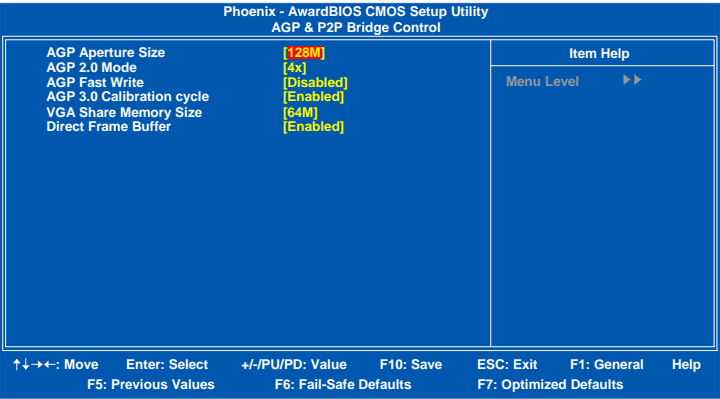 Phoenix - AwardBIOS CMOS Setup Utility
AGP & P2P Bridge Control
AGP Aperture Size [128M]
AGP 2.0 Mode [4x]
AGP Fast Write [Disabled]
AGP 3.0 Calibration cycle [Enabled]
VGA Share Memory Size [64M]
Direct Frame Buffer [Enabled]
Item Help
Menu Level ▶▶
↑↓→←: Move Enter: Select +/-/PU/PD: Value F10: Save ESC: Exit F1: General Help
F5: Previous Values F6: Fail-Safe Defaults F7: Optimized Defaults